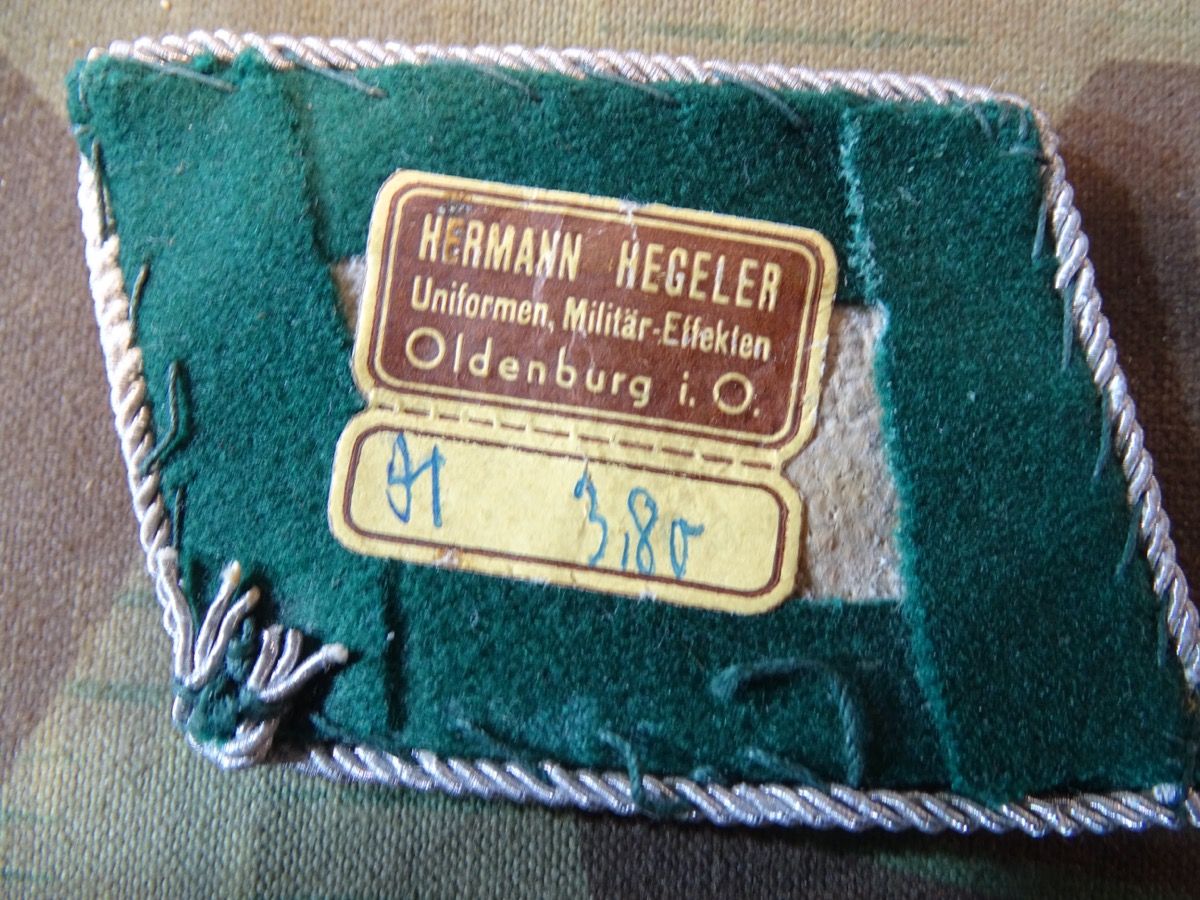 HERMANN HEGELER
Uniformen, Militär-Effekten
Oldenburg i. O.
3,80